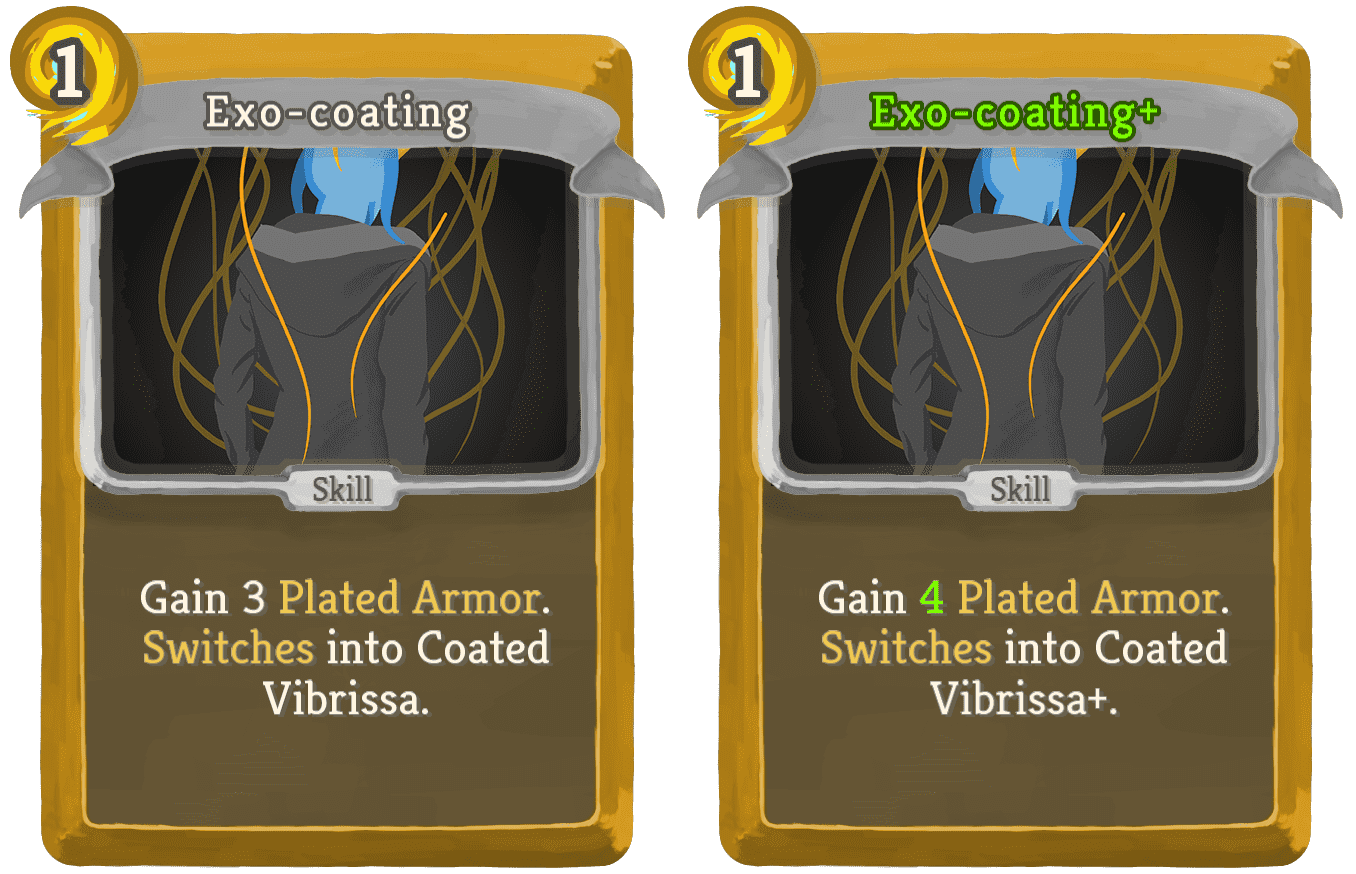 1
Exo-coating
Skill
Gain 3 Plated Armor.
Switches into Coated
Vibrissa.
1
Exo-coating+
Skill
Gain 4 Plated Armor.
Switches into Coated
Vibrissa+.